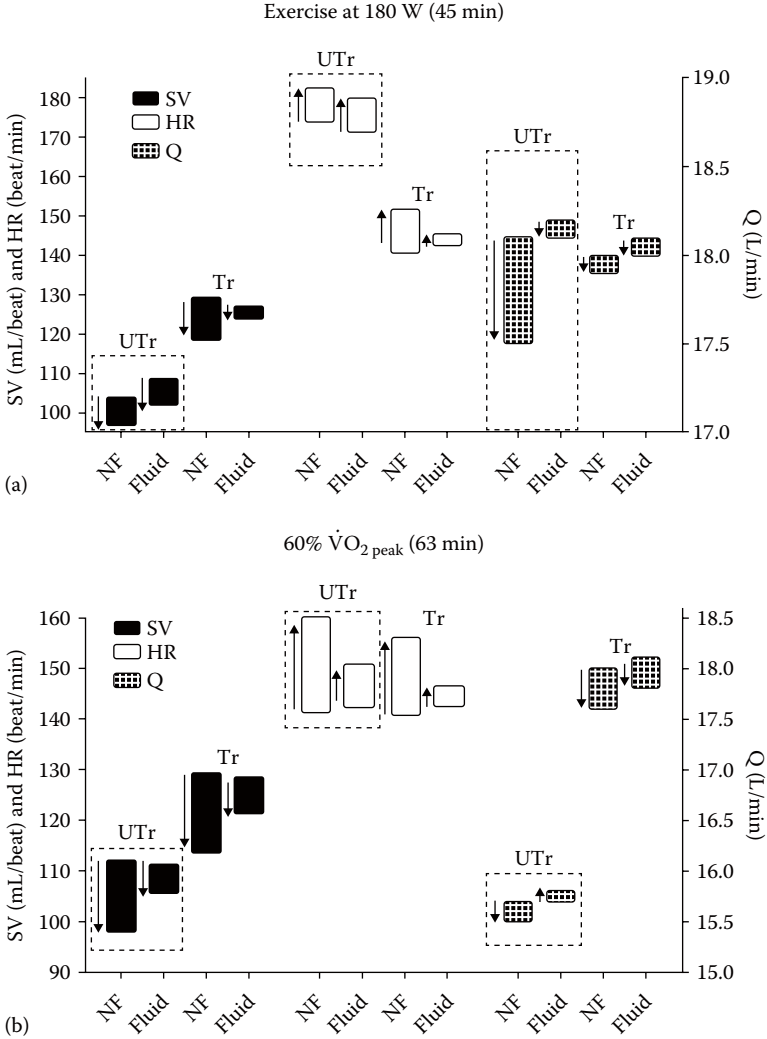 Exercise at 180 W (45 min)
SV
HR
Q
UTr
Tr
UTr
Tr
UTr
Tr
180
170
160
150
140
130
120
110
100
19.0
18.5
18.0
17.5
17.0
SV (mL/beat) and HR (beat/min)
Q (L/min)
NF
Fluid
NF
Fluid
NF
Fluid
NF
Fluid
NF
Fluid
NF
Fluid
(a)
60% V̇O2 peak (63 min)
SV
HR
Q
UTr
Tr
UTr
Tr
UTr
Tr
160
150
140
130
120
110
100
90
18.5
18.0
17.5
17.0
16.5
16.0
15.5
15.0
SV (mL/beat) and HR (beat/min)
Q (L/min)
NF
Fluid
NF
Fluid
NF
Fluid
NF
Fluid
NF
Fluid
NF
Fluid
(b)